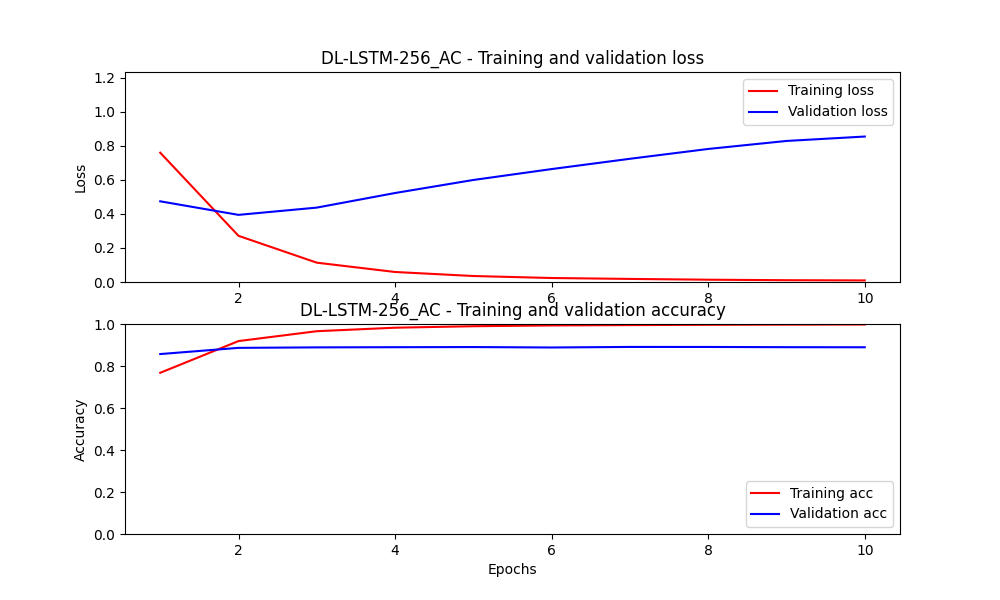 DL-LSTM-256_AC - Training and validation loss
1.2
1.0
0.8
0.6
0.4
0.2
0.0
Loss
Training loss
Validation loss
2 4 6 8 10
DL-LSTM-256_AC - Training and validation accuracy
1.0
0.8
0.6
0.4
0.2
0.0
Accuracy
Training acc
Validation acc
2 4 6 8 10
Epochs